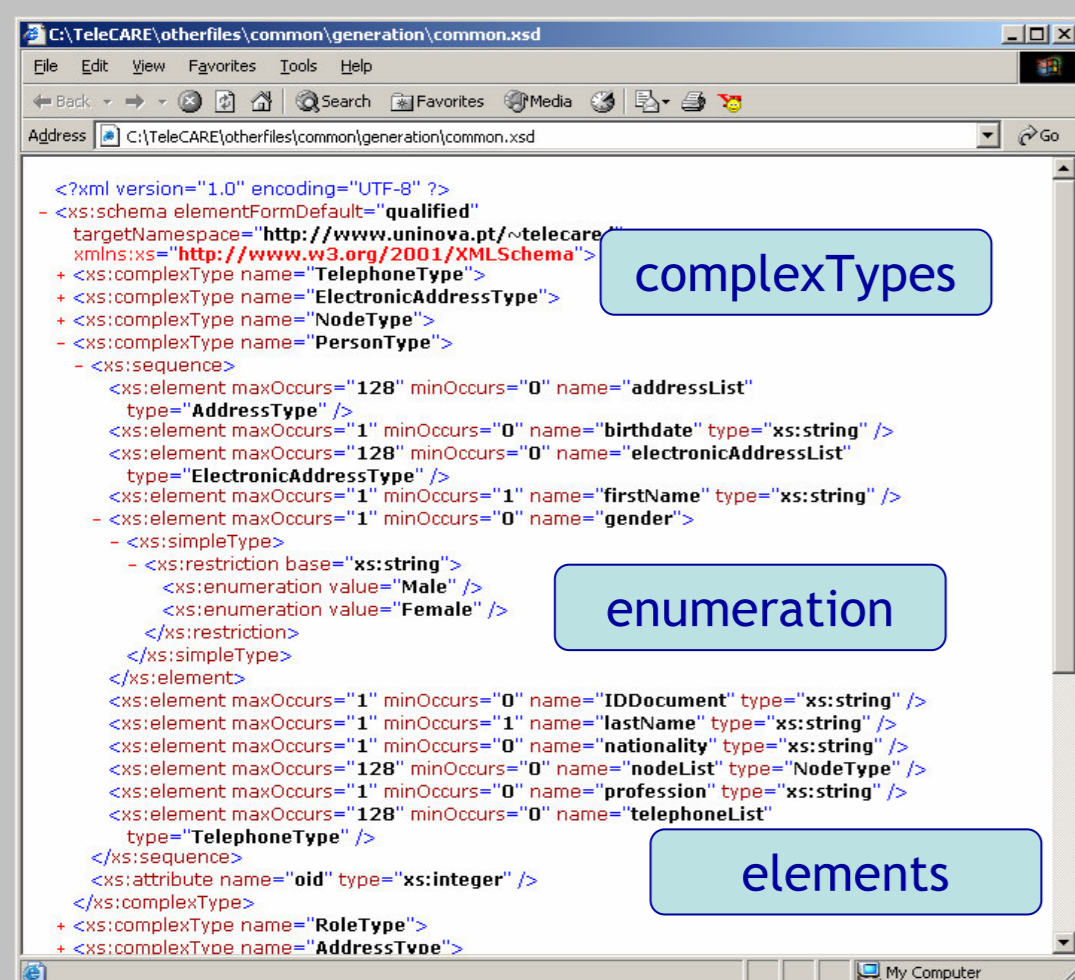 C:\TeleCARE\otherfiles\common\generation\common.xsd
File Edit View Favorites Tools Help
Back Search Favorites Media
Address C:\TeleCARE\otherfiles\common\generation\common.xsd Go
<?xml version="1.0" encoding="UTF-8" ?>
- <xs:schema elementFormDefault="qualified"
targetNamespace="http://www.uninova.pt/~telecare/"
xmlns:xs="http://www.w3.org/2001/XMLSchema">
complexTypes
+ <xs:complexType name="TelephoneType">
+ <xs:complexType name="ElectronicAddressType">
+ <xs:complexType name="NodeType">
- <xs:complexType name="PersonType">
- <xs:sequence>
<xs:element maxOccurs="128" minOccurs="0" name="addressList"
type="AddressType" />
<xs:element maxOccurs="1" minOccurs="0" name="birthdate" type="xs:string" />
<xs:element maxOccurs="128" minOccurs="0" name="electronicAddressList"
type="ElectronicAddressType" />
<xs:element maxOccurs="1" minOccurs="1" name="firstName" type="xs:string" />
- <xs:element maxOccurs="1" minOccurs="0" name="gender">
- <xs:simpleType>
- <xs:restriction base="xs:string">
<xs:enumeration value="Male" />
<xs:enumeration value="Female" />
enumeration
</xs:restriction>
</xs:simpleType>
</xs:element>
<xs:element maxOccurs="1" minOccurs="0" name="IDDocument" type="xs:string" />
<xs:element maxOccurs="1" minOccurs="1" name="lastName" type="xs:string" />
<xs:element maxOccurs="1" minOccurs="0" name="nationality" type="xs:string" />
<xs:element maxOccurs="128" minOccurs="0" name="nodeList" type="NodeType" />
<xs:element maxOccurs="1" minOccurs="0" name="profession" type="xs:string" />
<xs:element maxOccurs="128" minOccurs="0" name="telephoneList"
type="TelephoneType" />
</xs:sequence>
elements
<xs:attribute name="oid" type="xs:integer" />
</xs:complexType>
+ <xs:complexType name="RoleType">
+ <xs:complexType name="AddressType">
My Computer